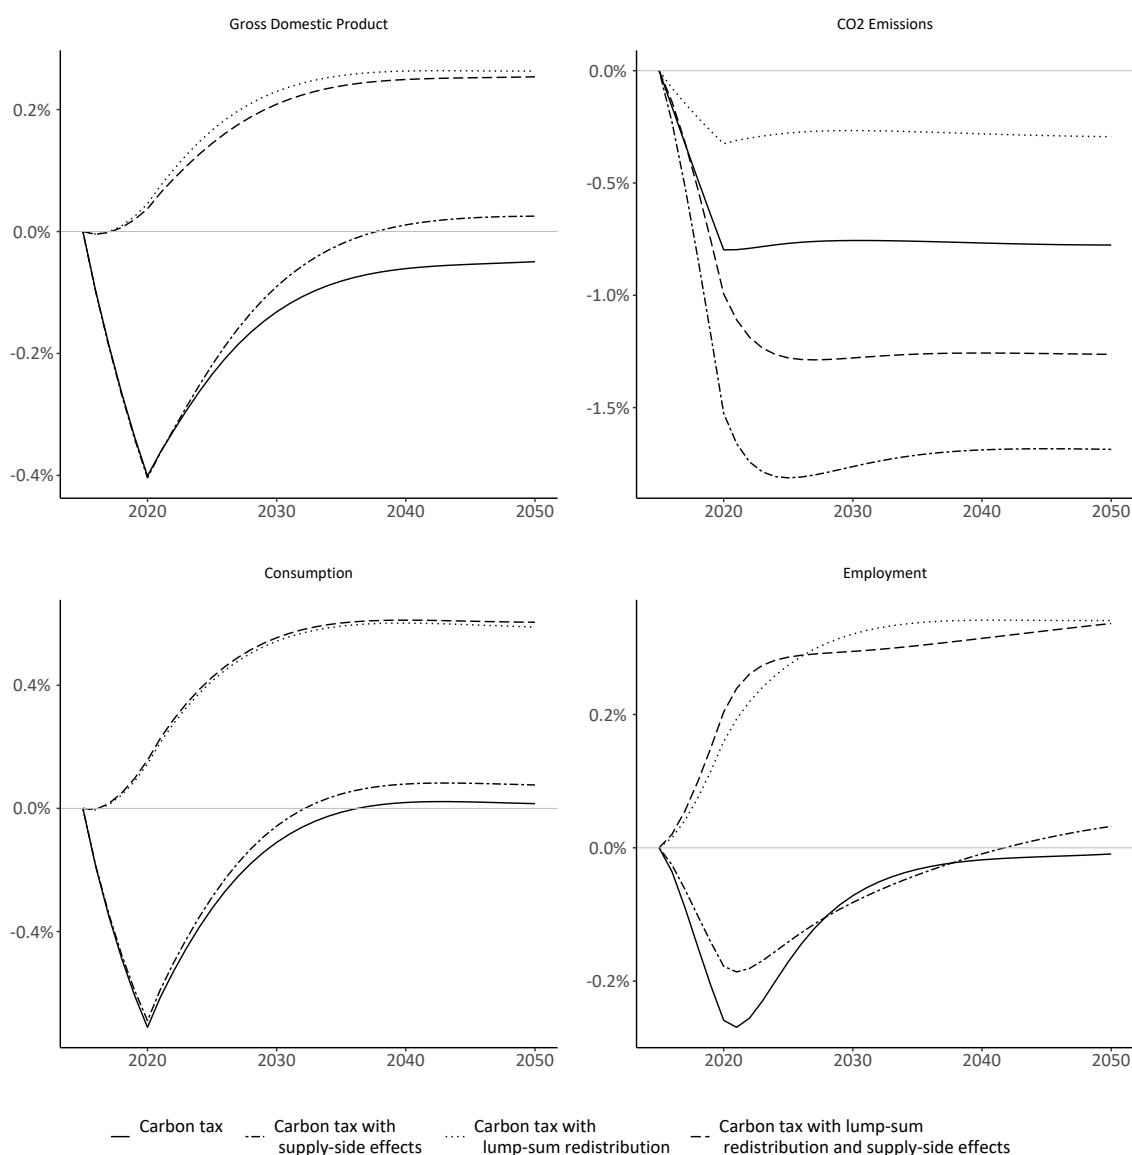 Gross Domestic Product
0.2%
0.0%
-0.2%
-0.4%
2020 2030 2040 2050
CO2 Emissions
0.0%
-0.5%
-1.0%
-1.5%
2020 2030 2040 2050
Consumption
0.4%
0.0%
-0.4%
2020 2030 2040 2050
Employment
0.2%
0.0%
-0.2%
2020 2030 2040 2050
Carbon tax
Carbon tax with
supply-side effects
Carbon tax with
lump-sum redistribution
Carbon tax with lump-sum
redistribution and supply-side effects